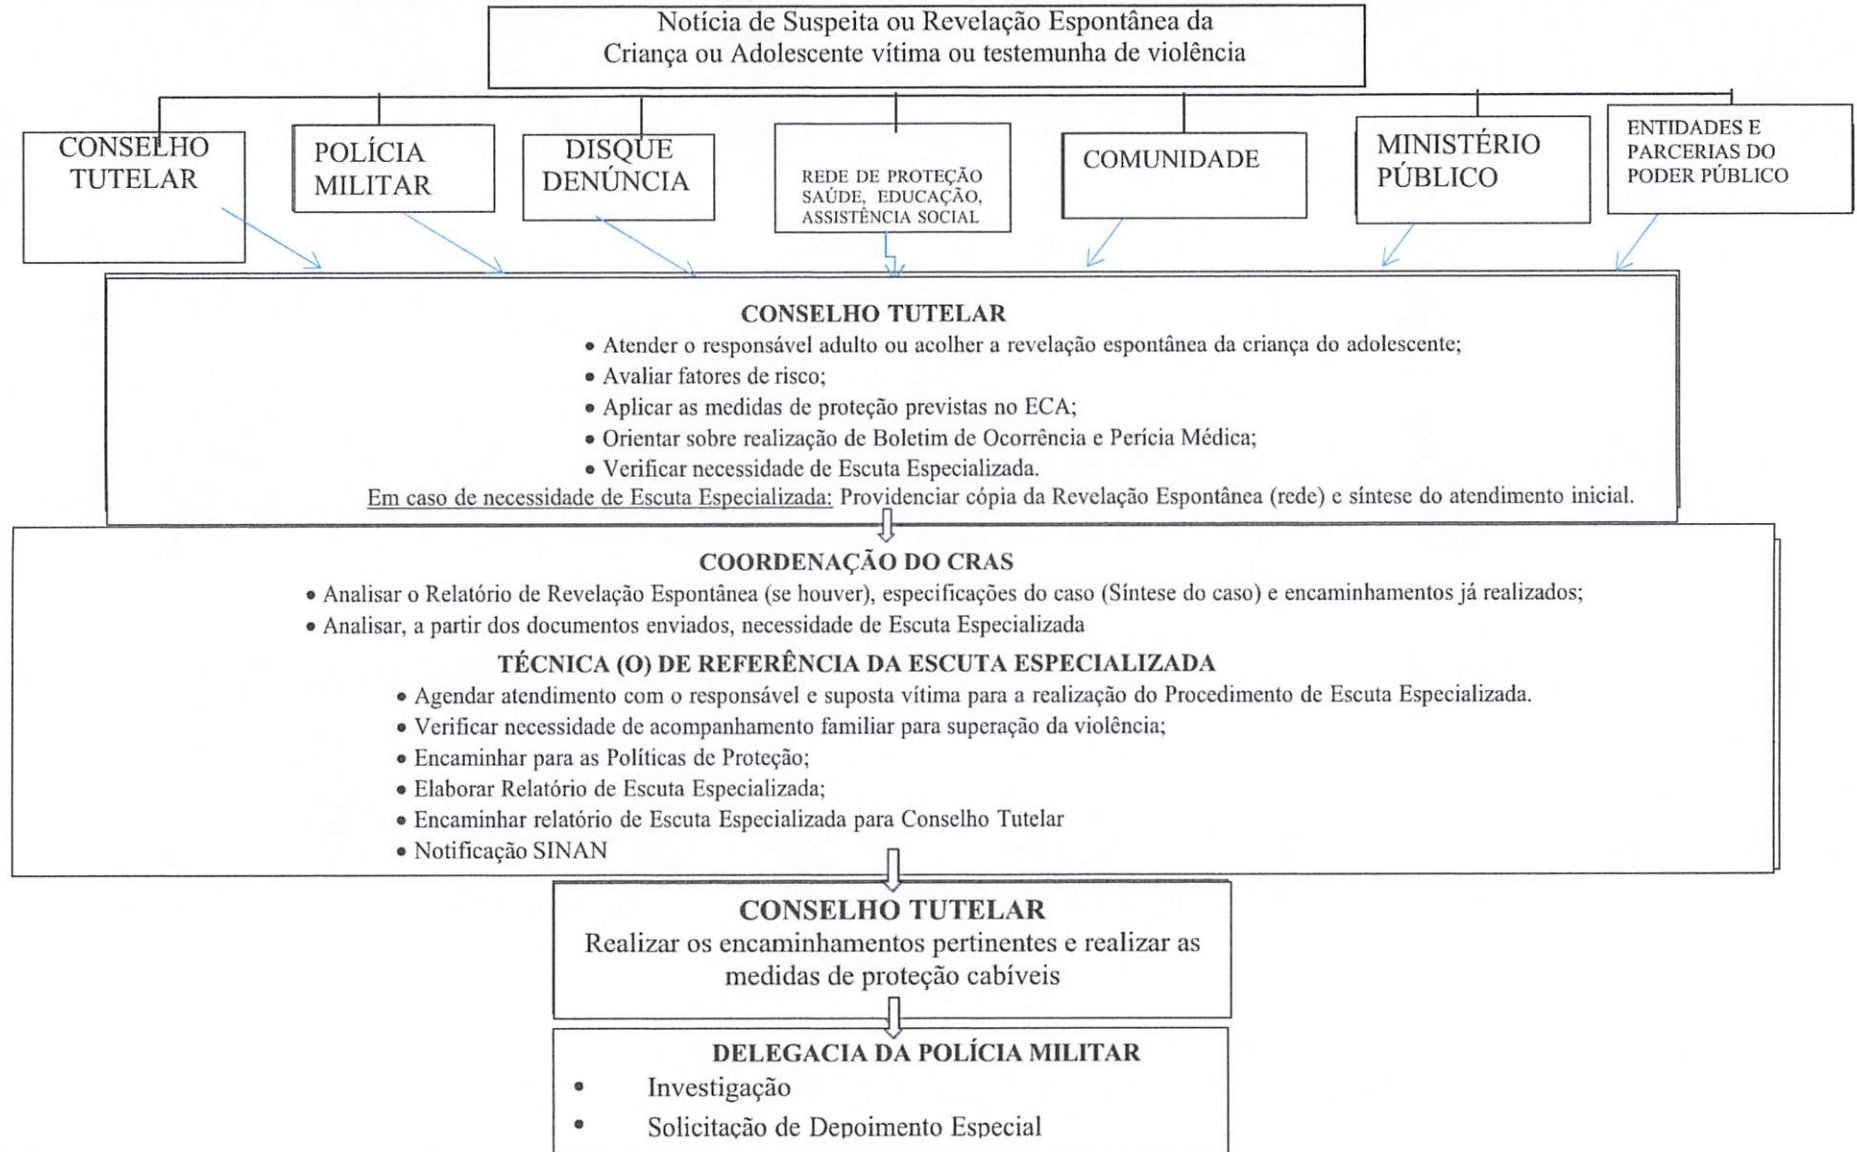 Notícia de Suspeita ou Revelação Espontânea da
Criança ou Adolescente vítima ou testemunha de violência
CONSELHO
TUTELAR
POLÍCIA
MILITAR
DISQUE
DENÚNCIA
REDE DE PROTEÇÃO
SAÚDE, EDUCAÇÃO,
ASSISTÊNCIA SOCIAL
COMUNIDADE
MINISTÉRIO
PÚBLICO
ENTIDADES E
PARCERIAS DO
PODER PÚBLICO
CONSELHO TUTELAR
• Atender o responsável adulto ou acolher a revelação espontânea da criança do adolescente;
• Avaliar fatores de risco;
• Aplicar as medidas de proteção previstas no ECA;
• Orientar sobre realização de Boletim de Ocorrência e Perícia Médica;
• Verificar necessidade de Escuta Especializada.
Em caso de necessidade de Escuta Especializada: Providenciar cópia da Revelação Espontânea (rede) e síntese do atendimento inicial.
COORDENAÇÃO DO CRAS
• Analisar o Relatório de Revelação Espontânea (se houver), especificações do caso (Síntese do caso) e encaminhamentos já realizados;
• Analisar, a partir dos documentos enviados, necessidade de Escuta Especializada
TÉCNICA (O) DE REFERÊNCIA DA ESCUTA ESPECIALIZADA
• Agendar atendimento com o responsável e suposta vítima para a realização do Procedimento de Escuta Especializada.
• Verificar necessidade de acompanhamento familiar para superação da violência;
• Encaminhar para as Políticas de Proteção;
• Elaborar Relatório de Escuta Especializada;
• Encaminhar relatório de Escuta Especializada para Conselho Tutelar
• Notificação SINAN
CONSELHO TUTELAR
Realizar os encaminhamentos pertinentes e realizar as
medidas de proteção cabíveis
DELEGACIA DA POLÍCIA MILITAR
• Investigação
• Solicitação de Depoimento Especial